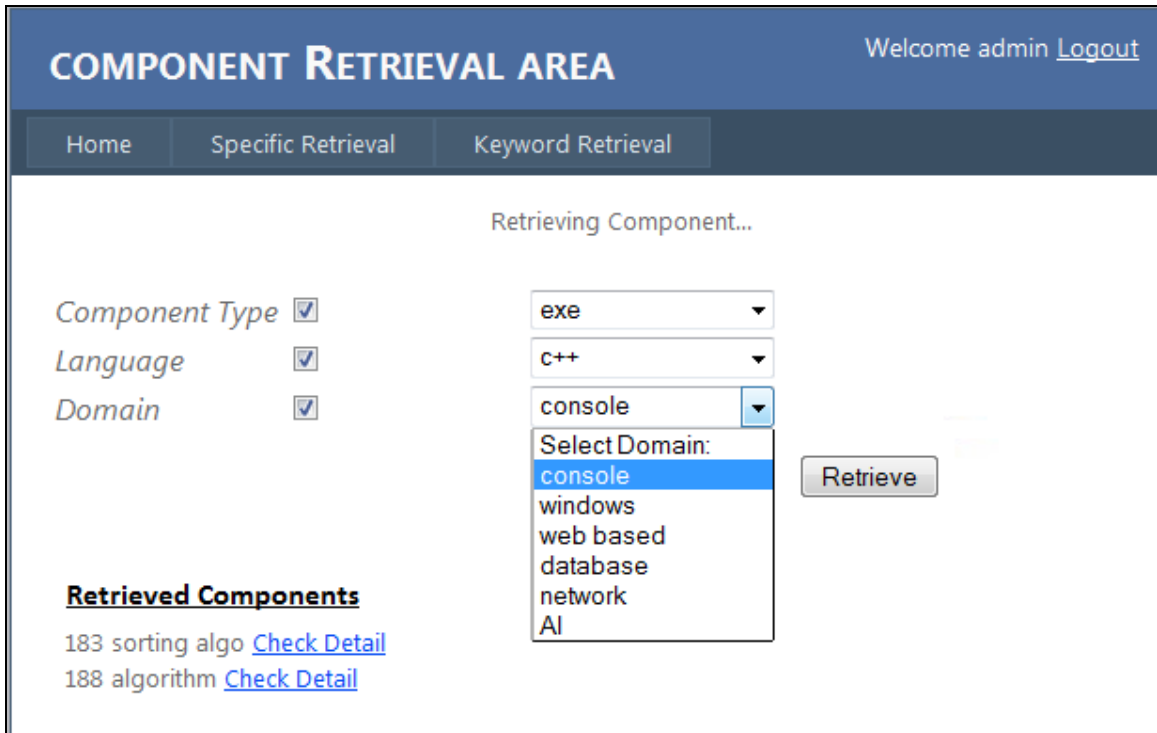 COMPONENT RETRIEVAL AREA
Welcome admin Logout
Home Specific Retrieval Keyword Retrieval
Retrieving Component...
Component Type exe
Language c++
Domain console
Select Domain:
console
Retrieve
windows
web based
database
network
AI
Retrieved Components
183 sorting algo Check Detail
188 algorithm Check Detail